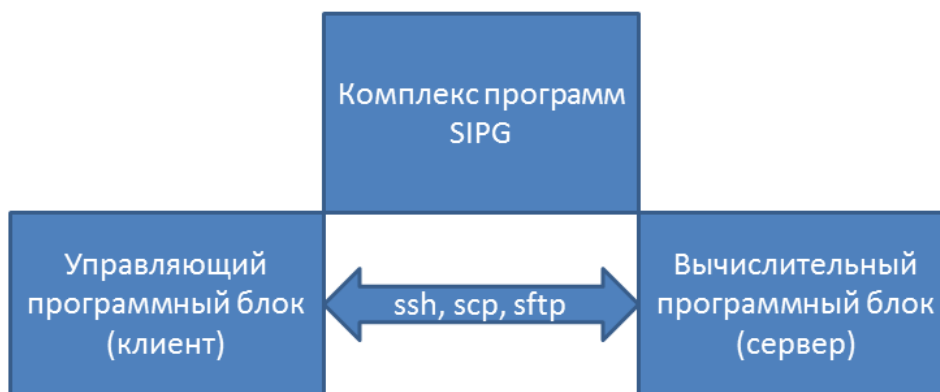 Комплекс программ
SIPG
Управляющий
программный блок
(клиент)
ssh, scp, sftp
Вычислительный
программный блок
(сервер)